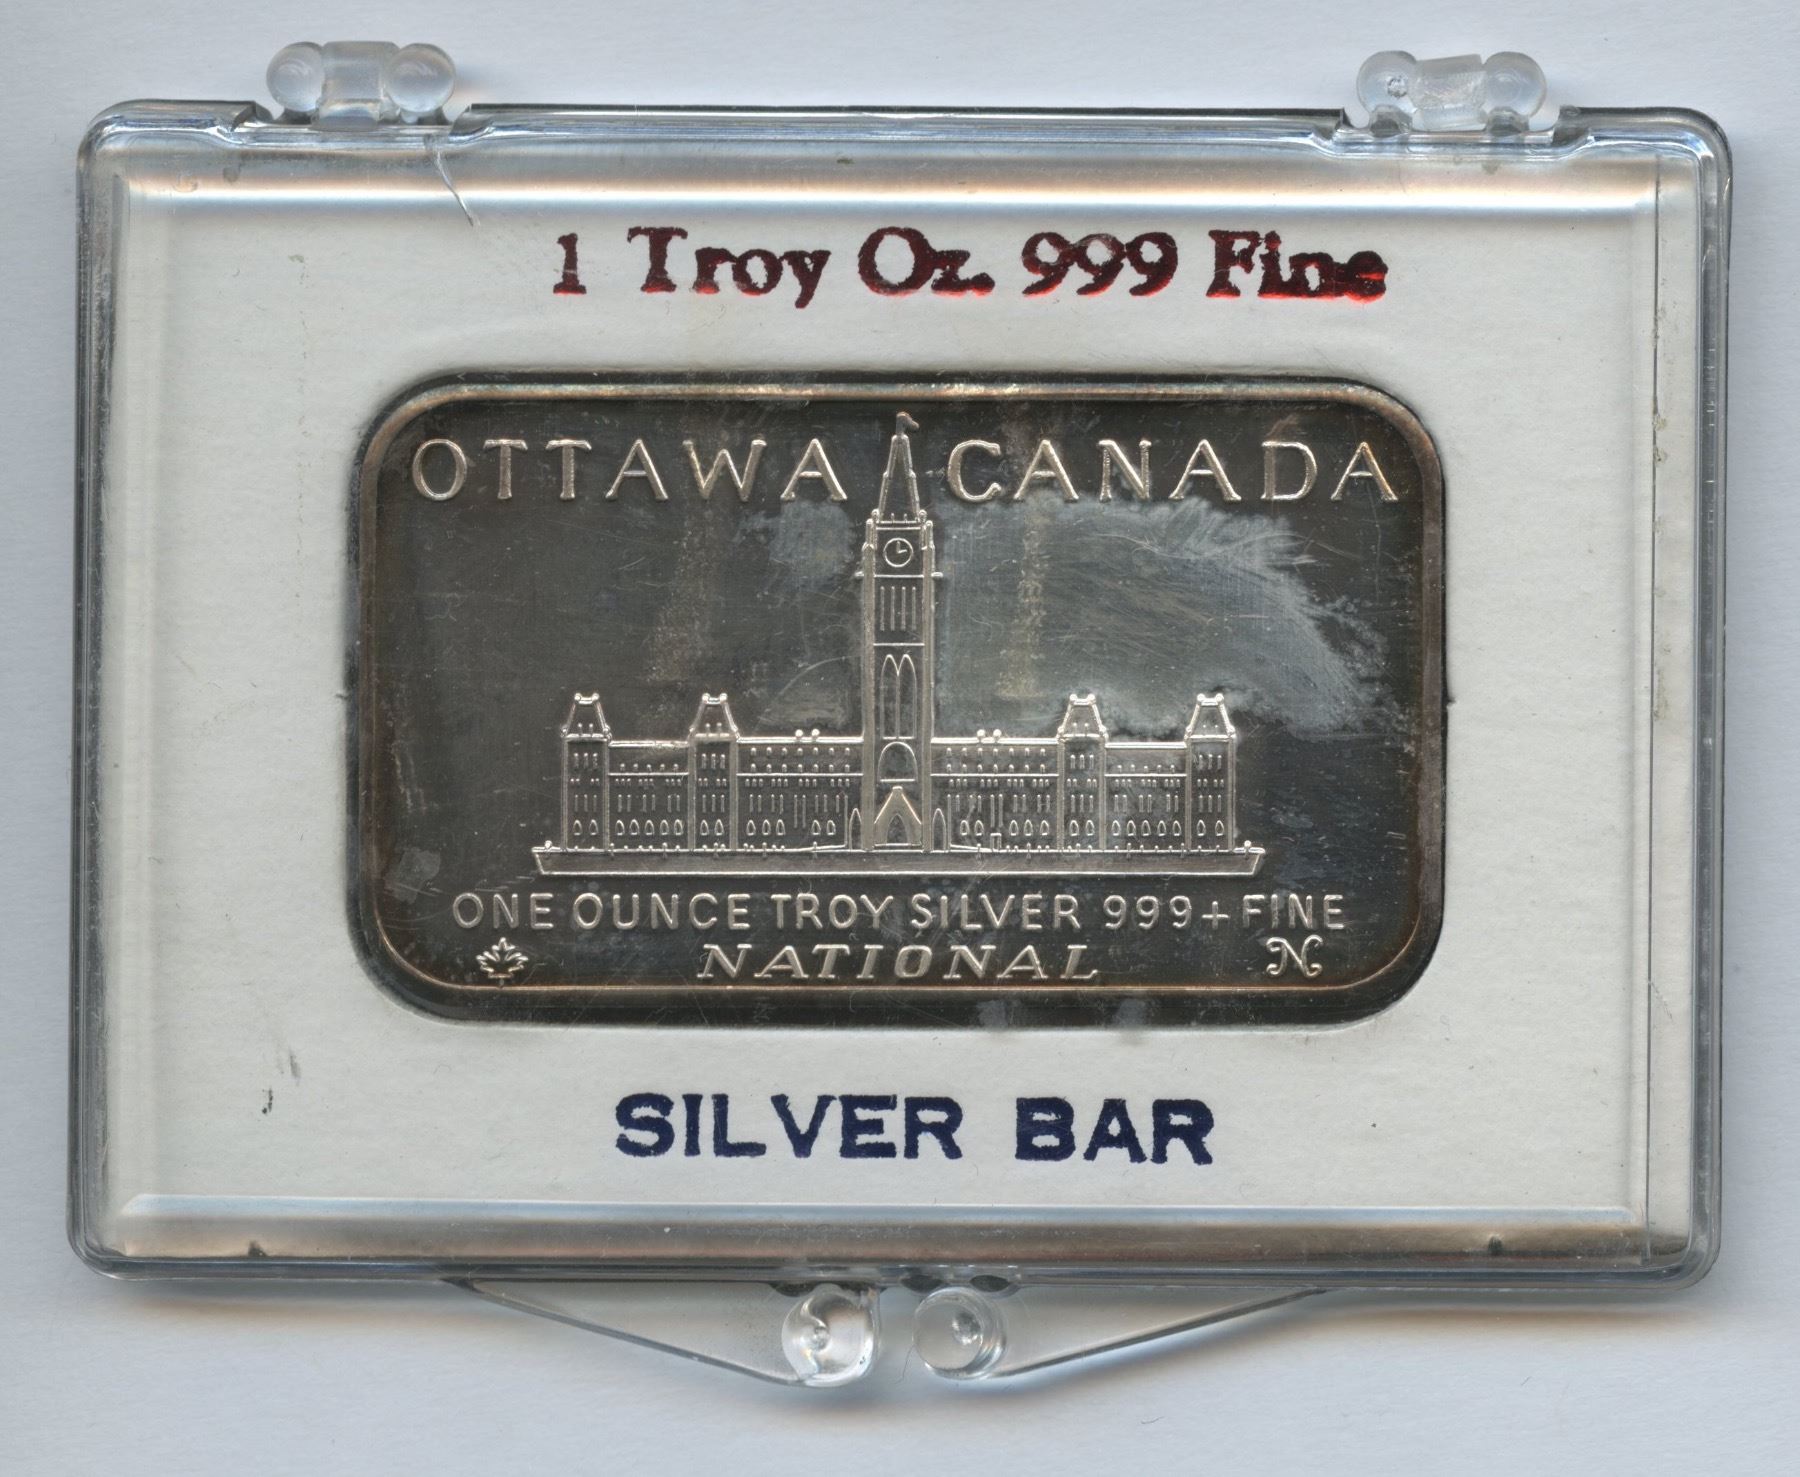 1 Troy Oz. 999 Fine
OTTAWA CANADA
ONE OUNCE TROY SILVER 999+ FINE
NATIONAL N
SILVER BAR